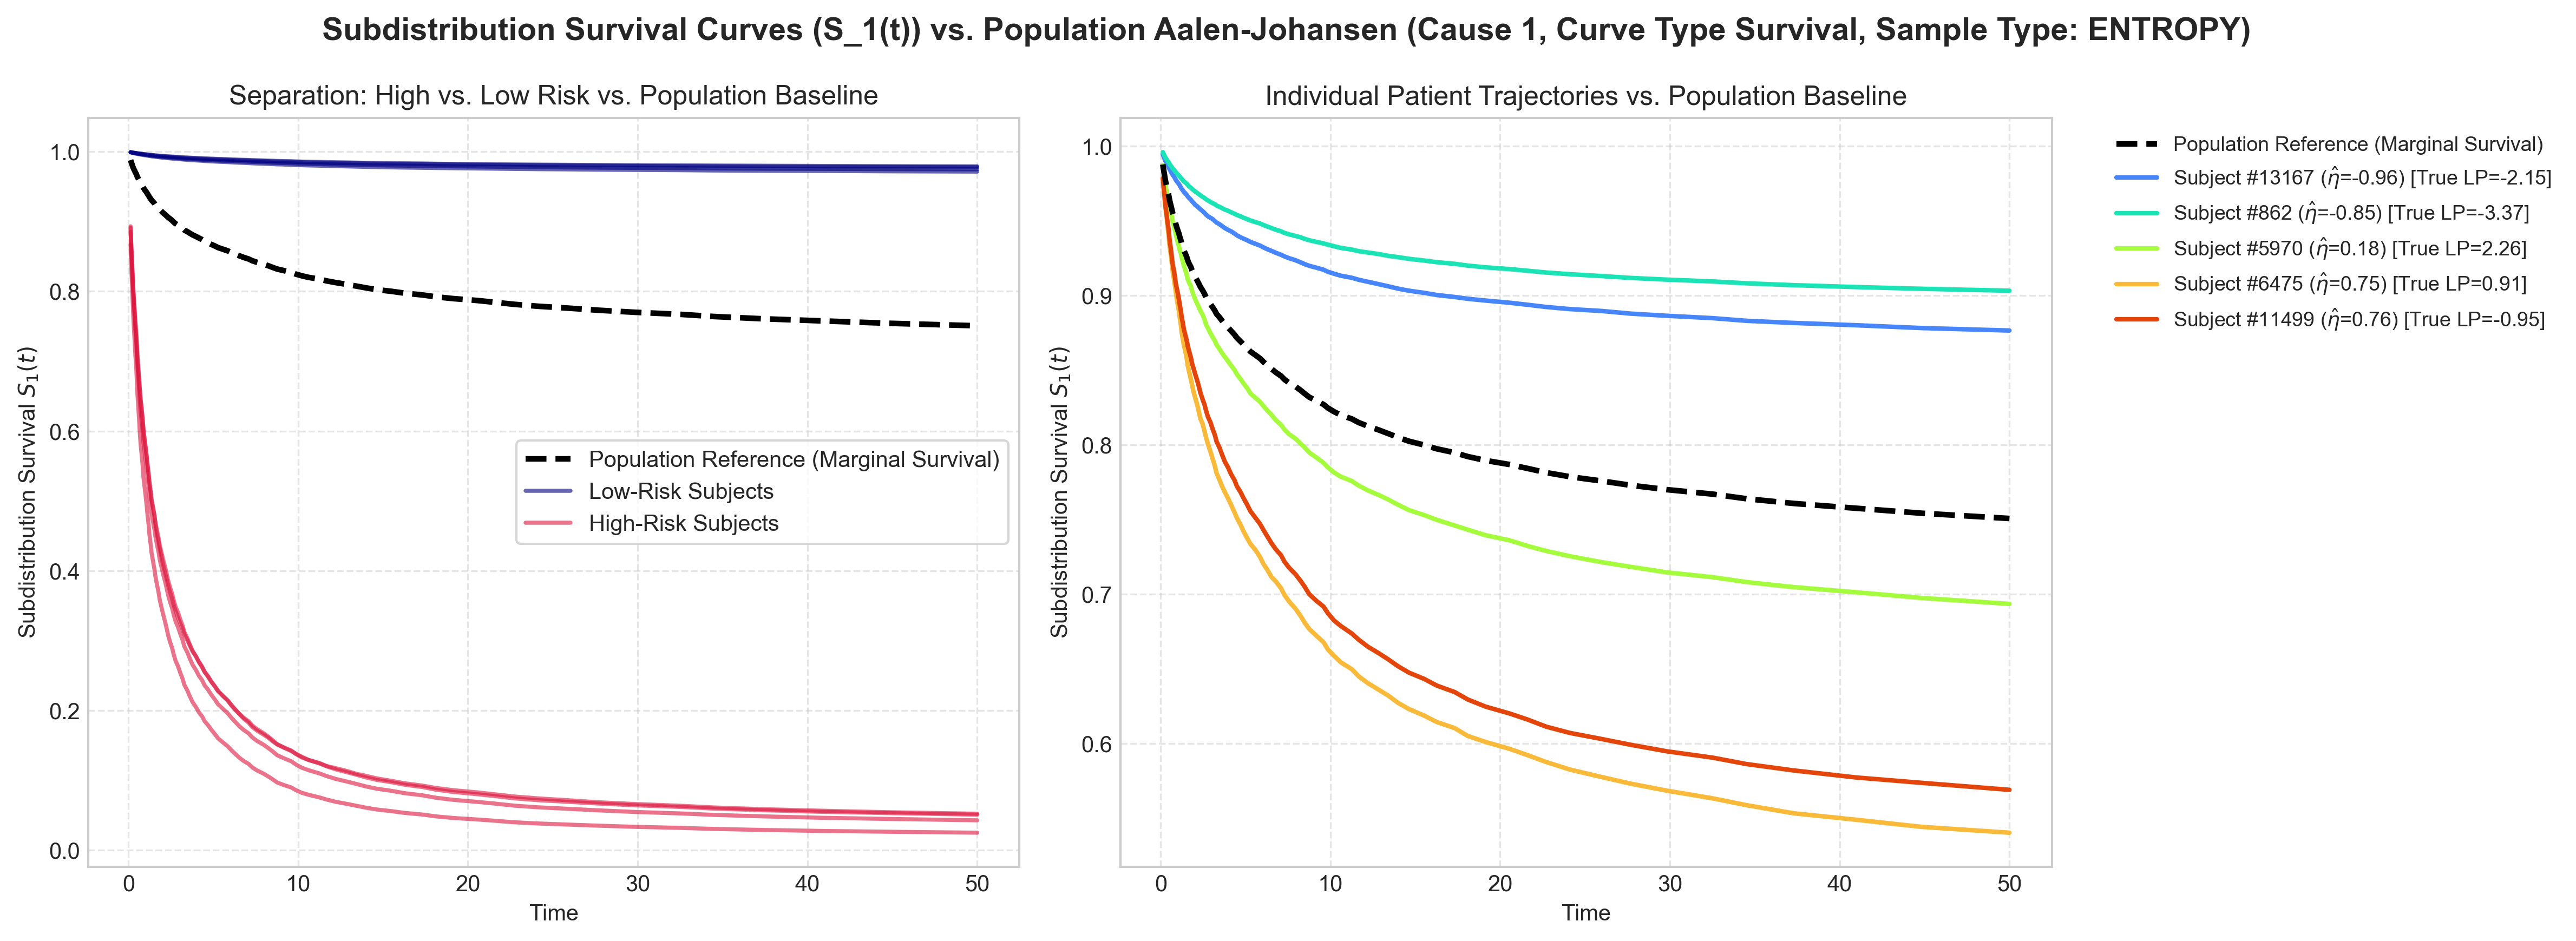 Subdistribution Survival Curves (S_1(t)) vs. Population Aalen-Johansen (Cause 1, Curve Type Survival, Sample Type: ENTROPY)
Separation: High vs. Low Risk vs. Population Baseline
Subdistribution Survival S₁(t)
1.0
0.8
0.6
0.4
0.2
0.0
Population Reference (Marginal Survival)
Low-Risk Subjects
High-Risk Subjects
0 10 20 30 40 50
Time
Individual Patient Trajectories vs. Population Baseline
Subdistribution Survival S₁(t)
1.0
0.9
0.8
0.7
0.6
0 10 20 30 40 50
Time
Population Reference (Marginal Survival)
Subject #13167 (η̂=-0.96) [True LP=-2.15]
Subject #862 (η̂=-0.85) [True LP=-3.37]
Subject #5970 (η̂=0.18) [True LP=2.26]
Subject #6475 (η̂=0.75) [True LP=0.91]
Subject #11499 (η̂=0.76) [True LP=-0.95]